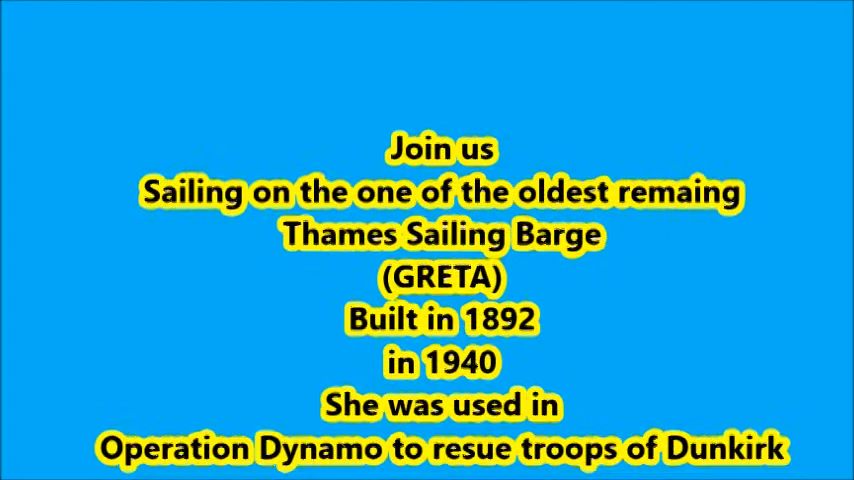 Join us
Sailing on the one of the oldest remaing
Thames Sailing Barge
(GRETA)
Built in 1892
in 1940
She was used in
Operation Dynamo to resue troops of Dunkirk